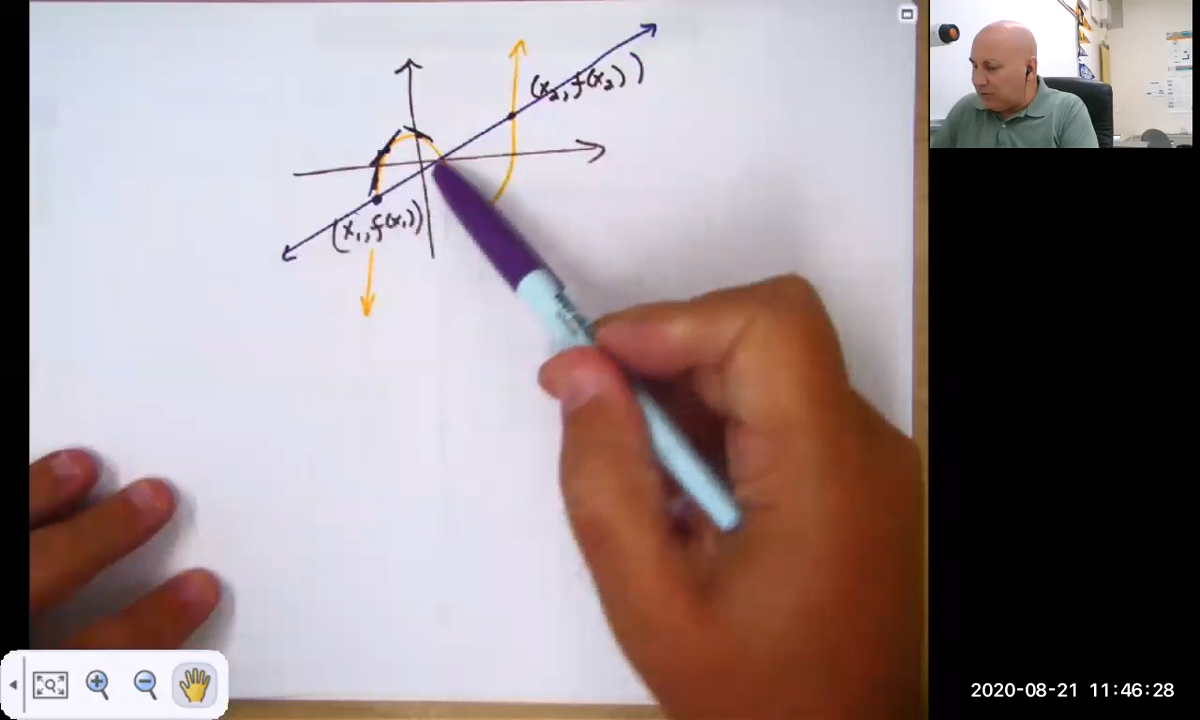 (x₂, f(x₂))
(x₁, f(x₁))
2020-08-21 11:46:28